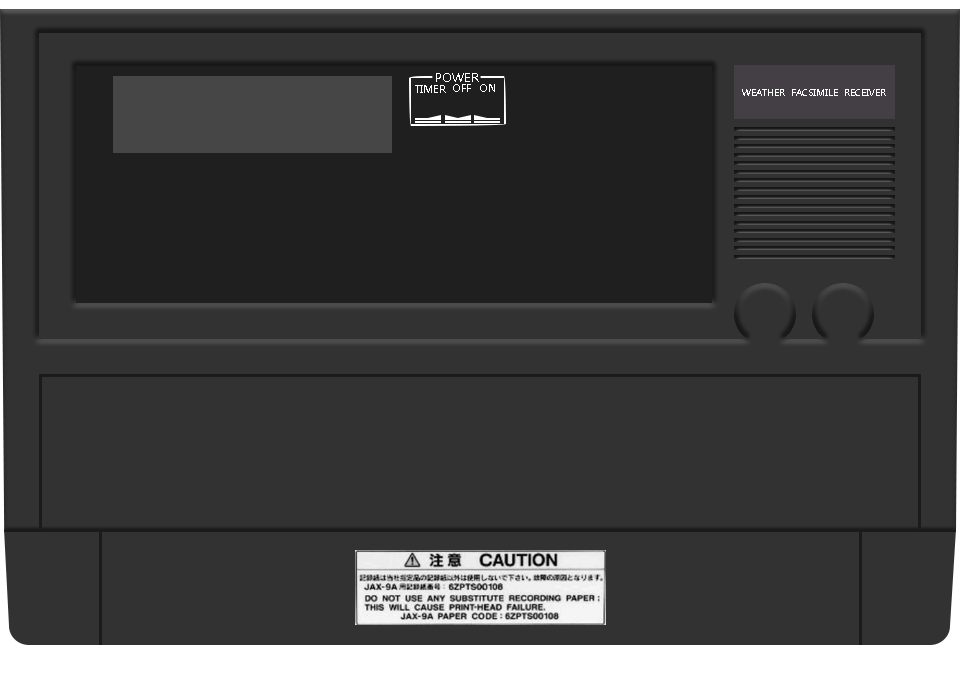 POWER
TIMER OFF ON
WEATHER FACSIMILE RECEIVER
注意 CAUTION
記録紙は当社指定品の記録紙以外は使用しないで下さい。故障の原因となります。
JAX-9A 用記録紙番号：6ZPTS00108
DO NOT USE ANY SUBSTITUTE RECORDING PAPER :
THIS WILL CAUSE PRINT-HEAD FAILURE.
JAX-9A PAPER CODE : 6ZPTS00108